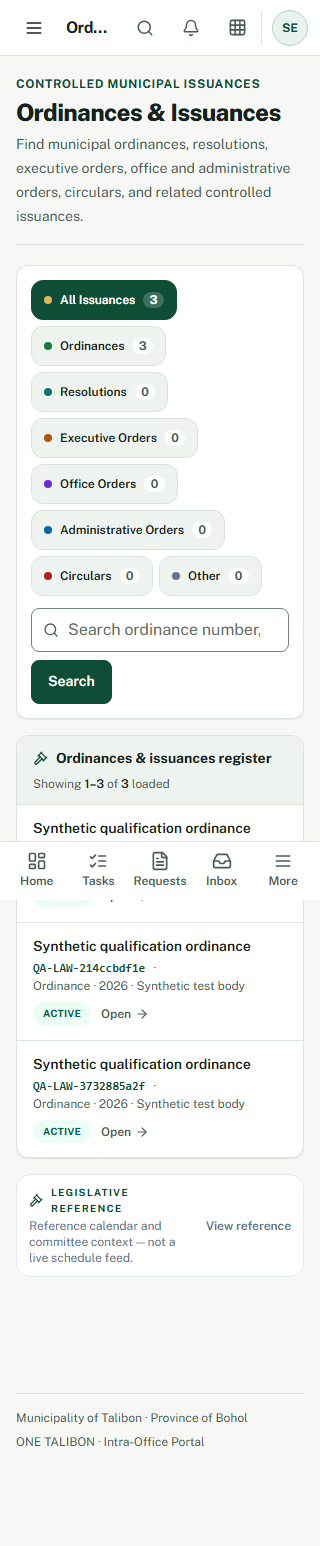 Ord...
SE
CONTROLLED MUNICIPAL ISSUANCES
Ordinances & Issuances
Find municipal ordinances, resolutions,
executive orders, office and administrative
orders, circulars, and related controlled
issuances.
All Issuances 3
Ordinances 3
Resolutions 0
Executive Orders 0
Office Orders 0
Administrative Orders 0
Circulars 0
Other 0
Search ordinance number,
Search
Ordinances & issuances register
Showing 1–3 of 3 loaded
Synthetic qualification ordinance
Home
Tasks
Requests
Inbox
More
Synthetic qualification ordinance
QA-LAW-214ccbdf1e ·
Ordinance · 2026 · Synthetic test body
ACTIVE Open →
Synthetic qualification ordinance
QA-LAW-3732885a2f ·
Ordinance · 2026 · Synthetic test body
ACTIVE Open →
LEGISLATIVE
REFERENCE
Reference calendar and
committee context — not a
live schedule feed.
View reference
Municipality of Talibon · Province of Bohol
ONE TALIBON · Intra-Office Portal